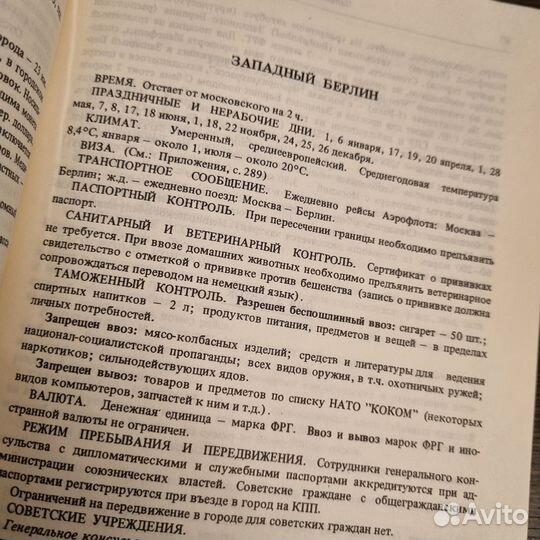 ЗАПАДНЫЙ БЕРЛИН
ВРЕМЯ. Отстает от московского на 2 ч.
ПРАЗДНИЧНЫЕ И НЕРАБОЧИЕ ДНИ. 1, 6 января, 17, 19, 20 апреля, 1, 28
мая, 7, 8, 17, 18 июня, 1, 18, 22 ноября, 24, 25, 26 декабря.
КЛИМАТ. Умеренный, среднеевропейский. Среднегодовая температура
8,4°С, января – около 1, июля – около 20°С.
ВИЗА. (См.: Приложения, с. 289)
ТРАНСПОРТНОЕ СООБЩЕНИЕ. Ежедневно рейсы Аэрофлота: Москва –
Берлин; ж.д. – ежедневно поезд: Москва – Берлин.
ПАСПОРТНЫЙ КОНТРОЛЬ. При пересечении границы необходимо предъявить
паспорт.
САНИТАРНЫЙ И ВЕТЕРИНАРНЫЙ КОНТРОЛЬ. Сертификат о прививках
не требуется. При ввозе домашних животных необходимо предъявить ветеринарное
свидетельство с отметкой о прививке против бешенства (запись о прививке должна
сопровождаться переводом на немецкий язык).
ТАМОЖЕННЫЙ КОНТРОЛЬ. Разрешен беспошлинный ввоз: сигарет – 50 шт.;
спиртных напитков – 2 л; продуктов питания, предметов и вещей – в пределах
личных потребностей.
Запрещен ввоз: мясо-колбасных изделий; средств и литературы для ведения
национал-социалистской пропаганды; всех видов оружия, в т.ч. охотничьих ружей;
наркотиков; сильнодействующих ядов.
Запрещен вывоз: товаров и предметов по списку НАТО "КОКОМ" (некоторых
видов компьютеров, запчастей к ним и т.д.).
ВАЛЮТА. Денежная единица – марка ФРГ. Ввоз и вывоз марок ФРГ и ино-
странной валюты не ограничен.
РЕЖИМ ПРЕБЫВАНИЯ И ПЕРЕДВИЖЕНИЯ. Сотрудники генерального кон-
сульства с дипломатическими и служебными паспортами аккредитуются при ад-
министрации союзнических властей. Советские граждане с общегражданскими
паспортами регистрируются при въезде в город на КПП.
Ограничений на передвижение в городе для советских граждан нет.
СОВЕТСКИЕ УЧРЕЖДЕНИЯ.
Генеральное
Avito